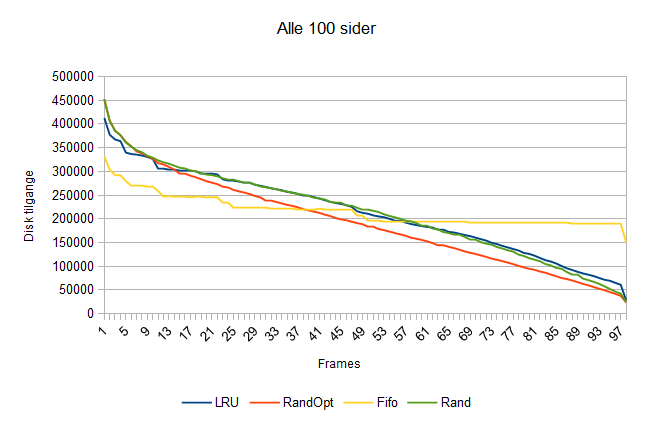 Alle 100 sider
500000
450000
400000
350000
300000
250000
200000
150000
100000
50000
0
Disk tilgange
1 5 9 13 17 21 25 29 33 37 41 45 49 53 57 61 65 69 73 77 81 85 89 93 97
Frames
LRU RandOpt Fifo Rand